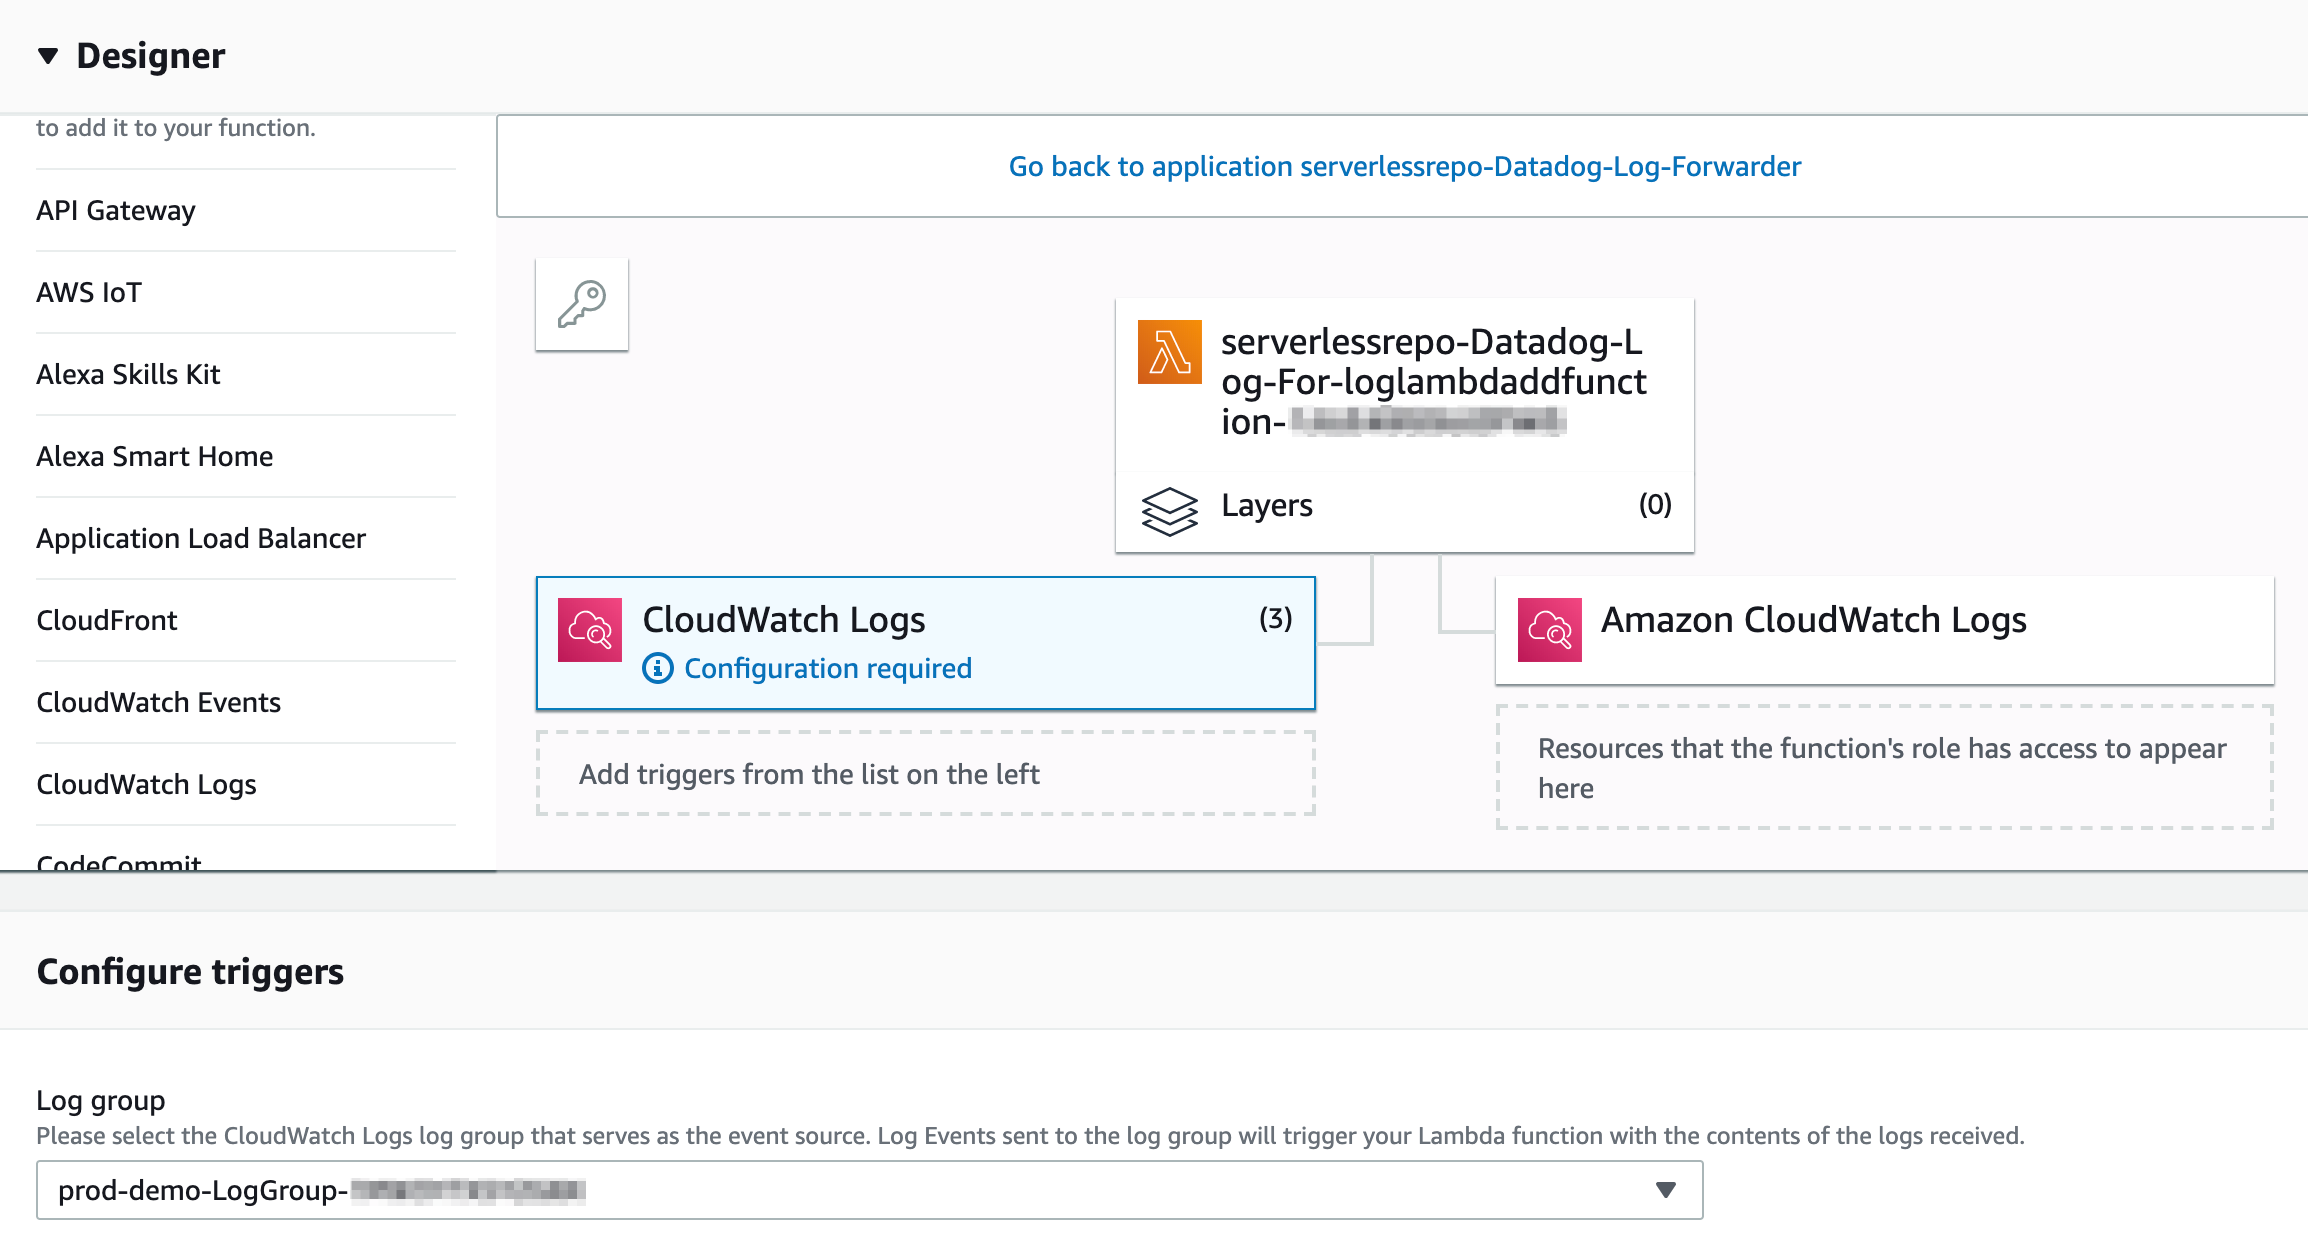 Designer
to add it to your function.
API Gateway
AWS IoT
Alexa Skills Kit
Alexa Smart Home
Application Load Balancer
CloudFront
CloudWatch Events
CloudWatch Logs
CodeCommit
Go back to application serverlessrepo-Datadog-Log-Forwarder
serverlessrepo-Datadog-L
og-For-loglambdaddfunct
ion-
Layers (0)
CloudWatch Logs (3)
Configuration required
Add triggers from the list on the left
Amazon CloudWatch Logs
Resources that the function's role has access to appear
here
Configure triggers
Log group
Please select the CloudWatch Logs log group that serves as the event source. Log Events sent to the log group will trigger your Lambda function with the contents of the logs received.
prod-demo-LogGroup-